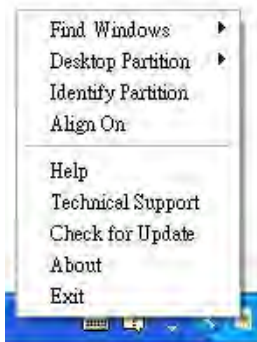 Find Windows
Desktop Partition
Identify Partition
Align On
Help
Technical Support
Check for Update
About
Exit